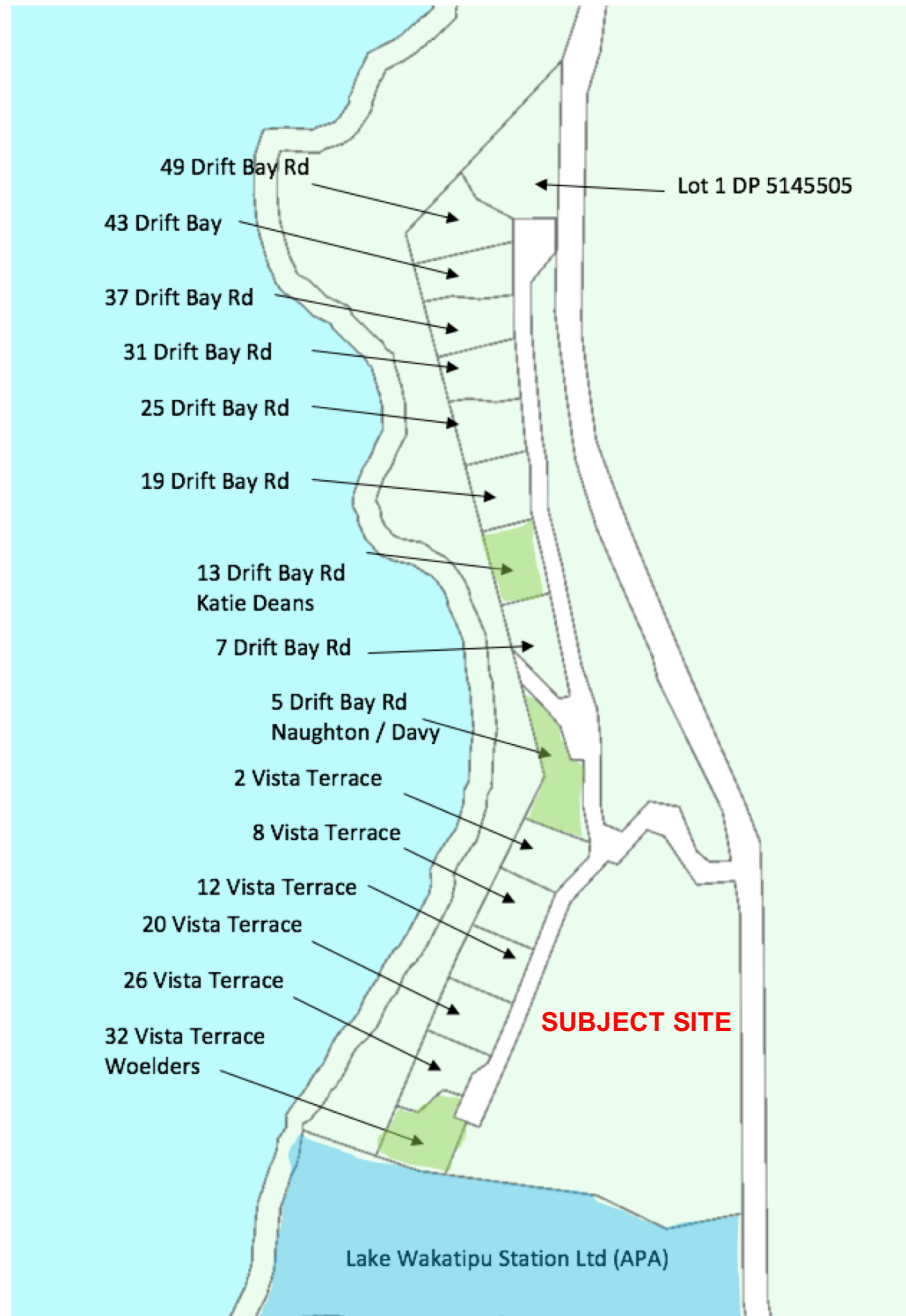 49 Drift Bay Rd
Lot 1 DP 5145505
43 Drift Bay
37 Drift Bay Rd
31 Drift Bay Rd
25 Drift Bay Rd
19 Drift Bay Rd
13 Drift Bay Rd
Katie Deans
7 Drift Bay Rd
5 Drift Bay Rd
Naughton / Davy
2 Vista Terrace
8 Vista Terrace
12 Vista Terrace
20 Vista Terrace
26 Vista Terrace
SUBJECT SITE
32 Vista Terrace
Woelders
Lake Wakatipu Station Ltd (APA)